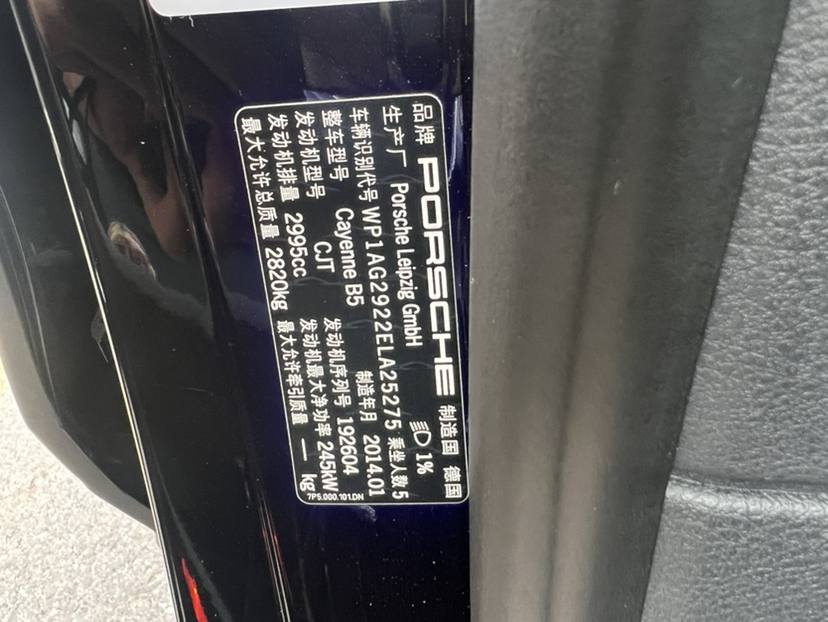 品牌 PORSCHE 制造国 德国
生产厂 Porsche Leipzig GmbH 1%
车辆识别代号 WP1AG2922ELA25275 乘坐人数 5
整车型号 Cayenne B5 制造年月 2014.01
发动机型号 CJT 发动机序列号 192604
发动机排量 2995cc 发动机最大净功率 245kW
最大允许总质量 2820kg 最大允许牵引质量 — kg
7P5.000.101.DN